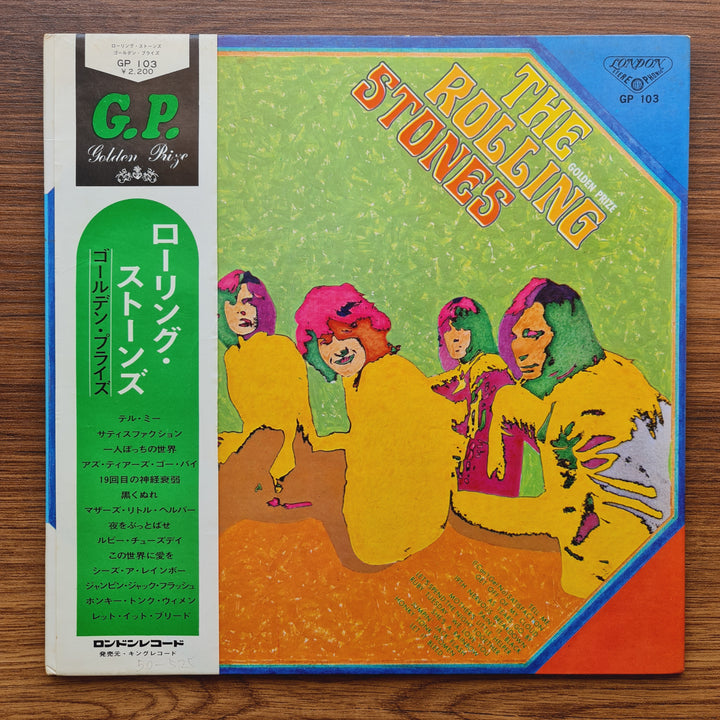 ローリング・ストーンズ
ゴールデン・プライズ
GP 103
¥2,200
G.P.
Golden Prize
ローリング・
ストーンズ
ゴールデン・プライズ
テル・ミー
サティスファクション
一人ぼっちの世界
アズ・ティアーズ・ゴー・バイ
19回目の神経衰弱
黒くぬれ
マザーズ・リトル・ヘルパー
夜をぶっとばせ
ルビー・チューズデイ
この世界に愛を
シーズ・ア・レインボー
ジャンピン・ジャック・フラッシュ
ホンキー・トンク・ウィメン
レット・イット・ブリード
ロンドンレコード
発売元・キングレコード
THE
ROLLING
STONES
GOLDEN PRIZE
LONDON
STEREO PHONIC
GP 103